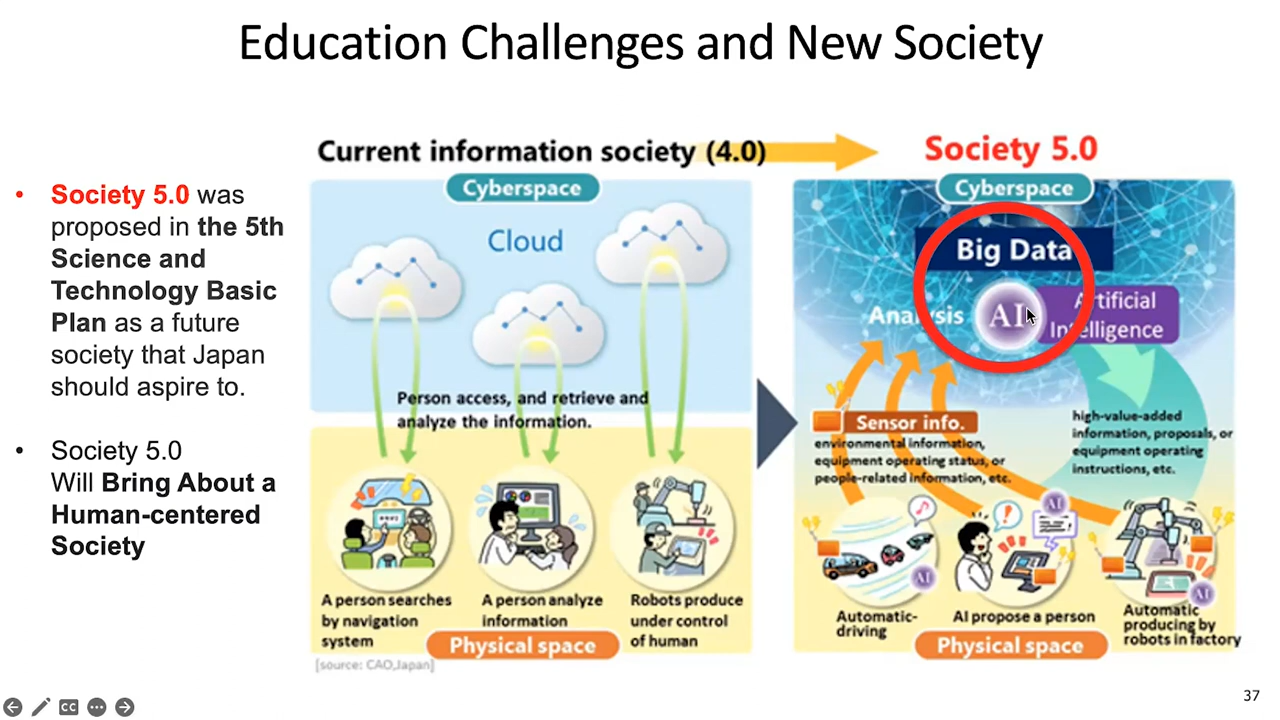 Education Challenges and New Society
• Society 5.0 was
proposed in the 5th
Science and
Technology Basic
Plan as a future
society that Japan
should aspire to.
• Society 5.0
Will Bring About a
Human-centered
Society
Current information society (4.0)
Cyberspace
Cloud
Person access, and retrieve and
analyze the information.
A person searches
by navigation
system
A person analyze
information
Robots produce
under control
of human
Physical space
[source: CAO,Japan]
Society 5.0
Cyberspace
Big Data
Analysis
AI
Artificial
Intelligence
Sensor info.
environmental information,
equipment operating status, or
people-related information, etc.
high-value-added
information, proposals, or
equipment operating
instructions, etc.
AI
AI
AI
Automatic-
driving
AI propose a person
Automatic
producing by
robots in factory
Physical space
CC
37